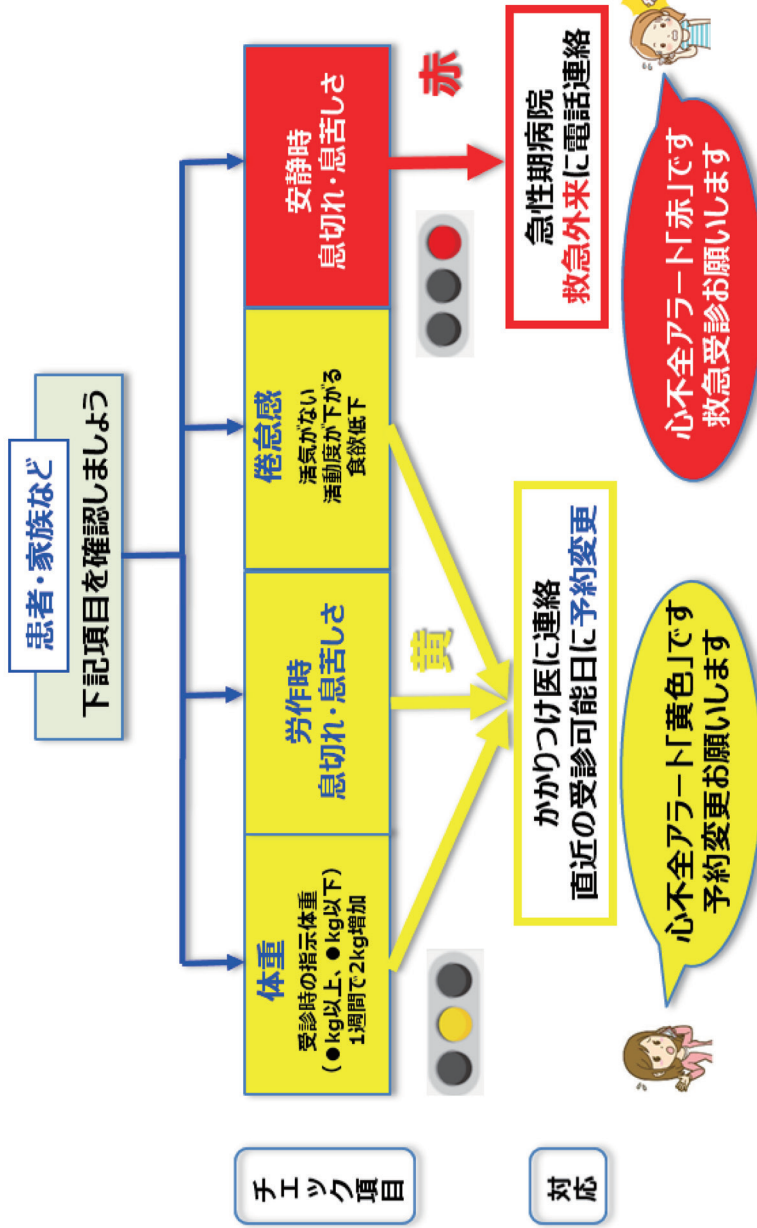 患者・家族など
下記項目を確認しましょう
チェック項目
体重
受診時の指示体重
(●kg以上、●kg以下)
1週間で2kg増加
労作時
息切れ・息苦しさ
倦怠感
活気がない
活動度が下がる
食欲低下
安静時
息切れ・息苦しさ
黄
赤
対応
かかりつけ医に連絡
直近の受診可能日に予約変更
急性期病院
救急外来に電話連絡
心不全アラート「黄色」です
予約変更お願いします
心不全アラート「赤」です
救急受診お願いします